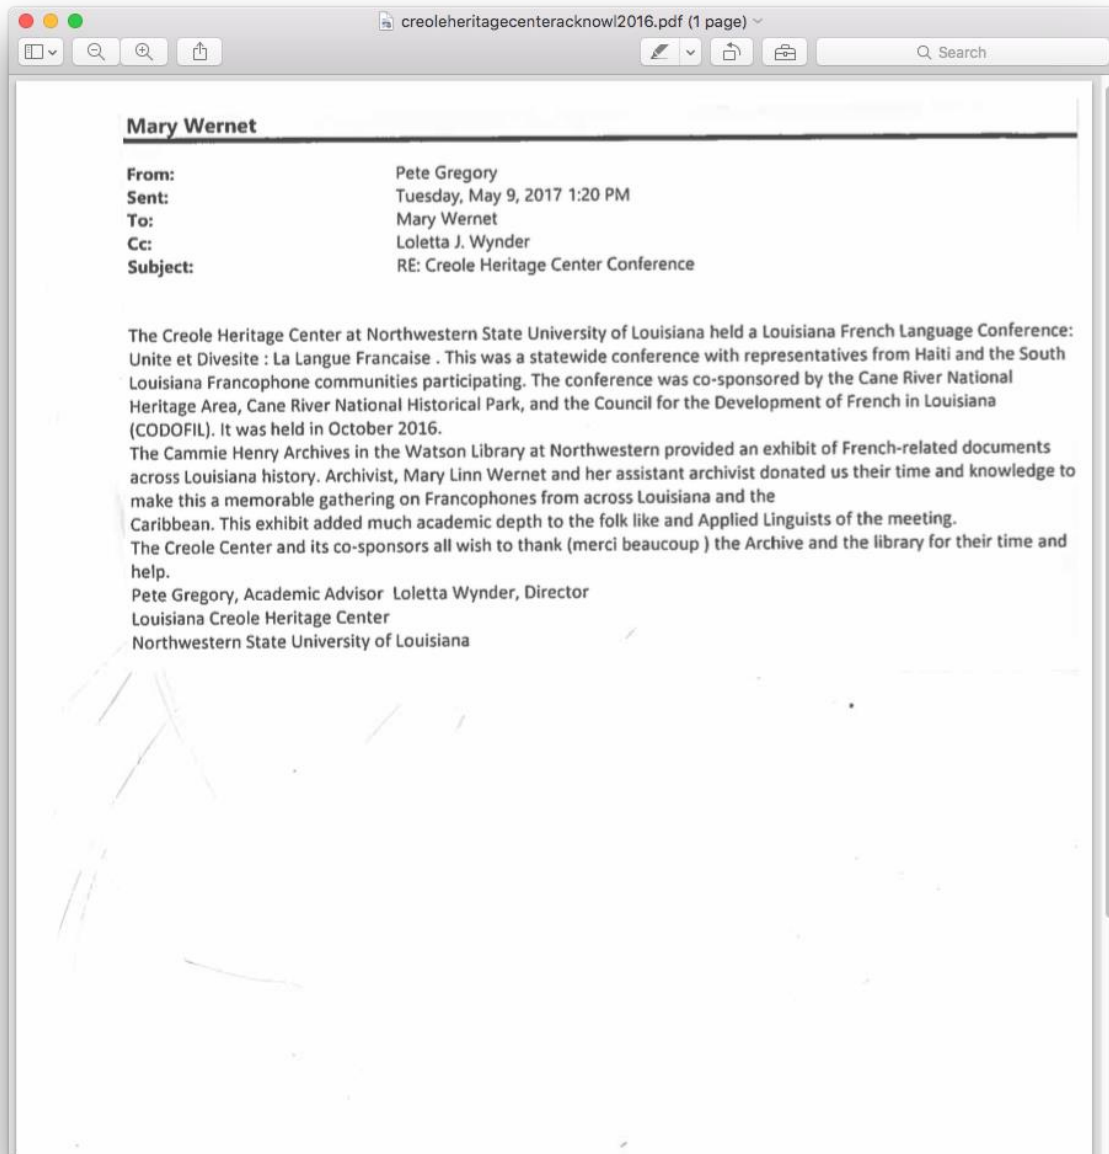 creoleheritagecenteracknowl2016.pdf (1 page)
Search
Mary Wernet
From: Pete Gregory
Sent: Tuesday, May 9, 2017 1:20 PM
To: Mary Wernet
Cc: Loletta J. Wynder
Subject: RE: Creole Heritage Center Conference
The Creole Heritage Center at Northwestern State University of Louisiana held a Louisiana French Language Conference:
Unite et Divesite : La Langue Francaise . This was a statewide conference with representatives from Haiti and the South
Louisiana Francophone communities participating. The conference was co-sponsored by the Cane River National
Heritage Area, Cane River National Historical Park, and the Council for the Development of French in Louisiana
(CODOFIL). It was held in October 2016.
The Cammie Henry Archives in the Watson Library at Northwestern provided an exhibit of French-related documents
across Louisiana history. Archivist, Mary Linn Wernet and her assistant archivist donated us their time and knowledge to
make this a memorable gathering on Francophones from across Louisiana and the
Caribbean. This exhibit added much academic depth to the folk like and Applied Linguists of the meeting.
The Creole Center and its co-sponsors all wish to thank (merci beaucoup ) the Archive and the library for their time and
help.
Pete Gregory, Academic Advisor Loletta Wynder, Director
Louisiana Creole Heritage Center
Northwestern State University of Louisiana